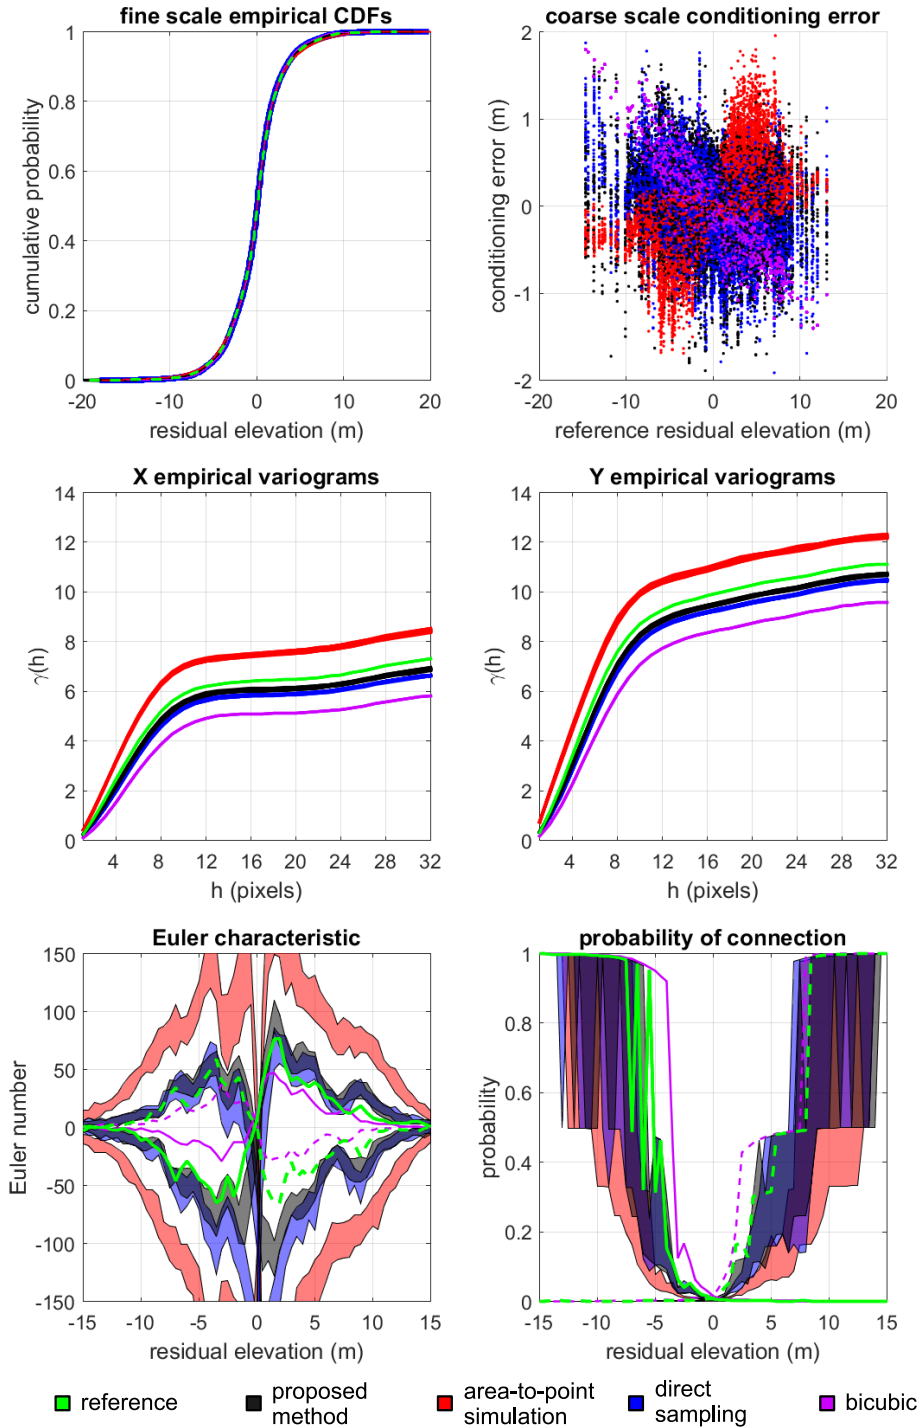 fine scale empirical CDFs
cumulative probability
1
0.8
0.6
0.4
0.2
0
-20 -10 0 10 20
residual elevation (m)
coarse scale conditioning error
conditioning error (m)
2
1
0
-1
-2
-20 -10 0 10 20
reference residual elevation (m)
X empirical variograms
γ(h)
14
12
10
8
6
4
2
0
4 8 12 16 20 24 28 32
h (pixels)
Y empirical variograms
γ(h)
14
12
10
8
6
4
2
0
4 8 12 16 20 24 28 32
h (pixels)
Euler characteristic
Euler number
150
100
50
0
-50
-100
-150
-15 -10 -5 0 5 10 15
residual elevation (m)
probability of connection
probability
1
0.8
0.6
0.4
0.2
0
-15 -10 -5 0 5 10 15
residual elevation (m)
reference
proposed
method
area-to-point
simulation
direct
sampling
bicubic